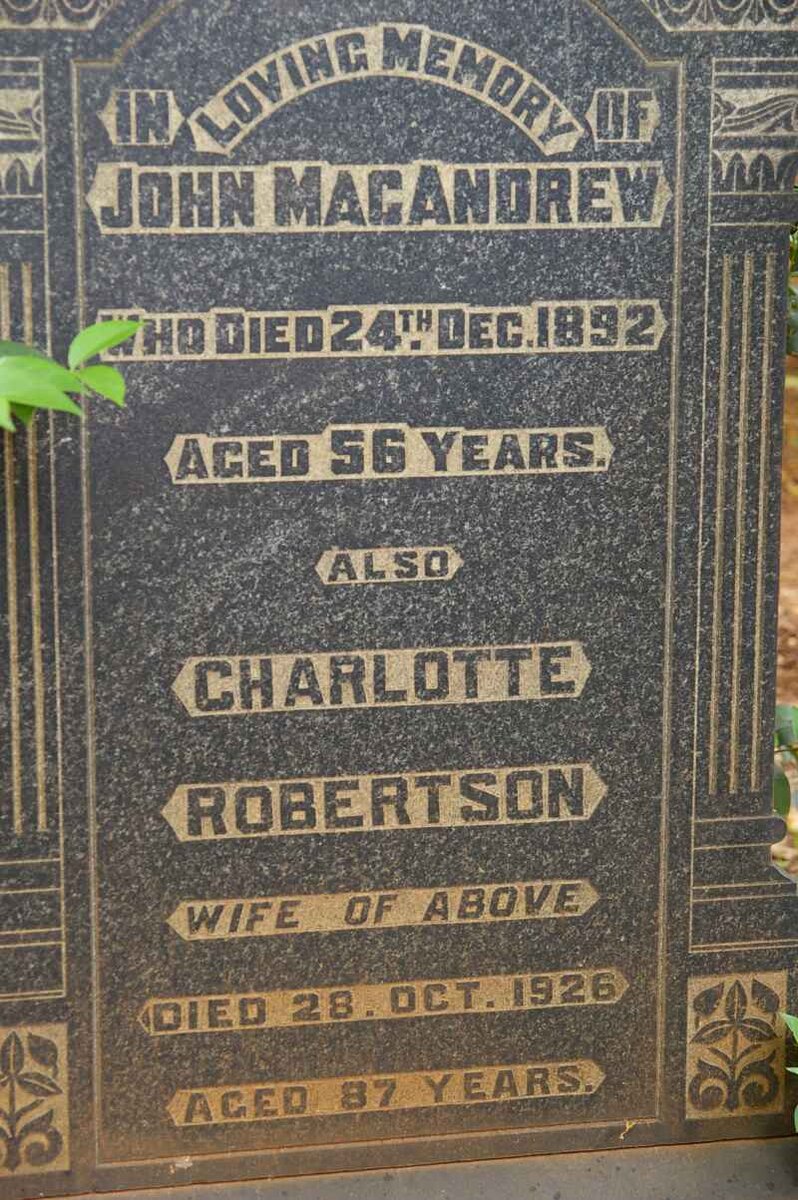 IN LOVING MEMORY OF
JOHN MACANDREW
WHO DIED 24TH. DEC. 1892
AGED 56 YEARS.
ALSO
CHARLOTTE
ROBERTSON
WIFE OF ABOVE
DIED 28. OCT. 1926
AGED 87 YEARS.